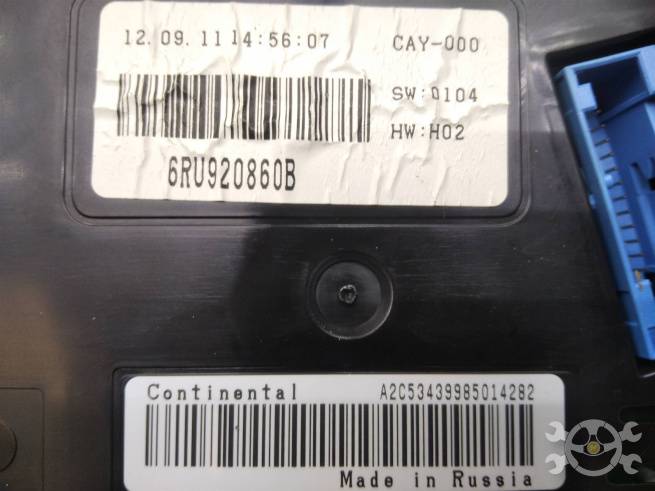 12.09.11 14:56:07 CAY-000
SW:0104
HW:H02
6RU920860B
Continental A2C53439985014282
Made in Russia